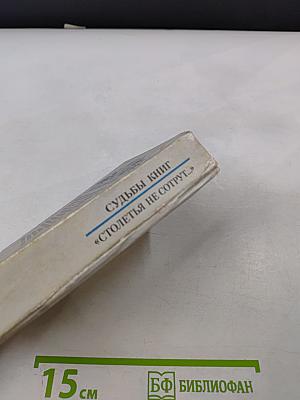 СУДЬБЫ КНИГ
«СТОЛЕТЬЯ НЕ СОТРУТ...»
15 см
БФ БИБЛИОФАН